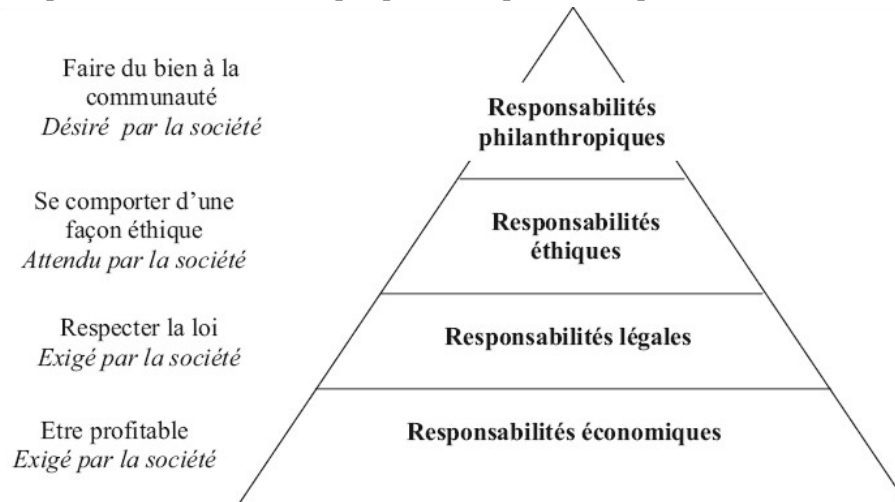 Faire du bien à la
communauté
Désiré par la société
Responsabilités
philanthropiques
Se comporter d'une
façon éthique
Attendu par la société
Responsabilités
éthiques
Respecter la loi
Exigé par la société
Responsabilités légales
Etre profitable
Exigé par la société
Responsabilités économiques